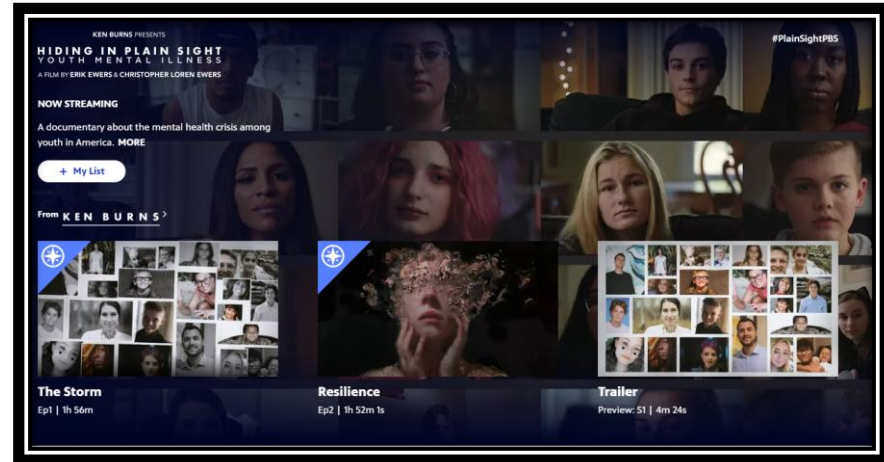 KEN BURNS PRESENTS
HIDING IN PLAIN SIGHT
YOUTH MENTAL ILLNESS
A FILM BY ERIK EWERS & CHRISTOPHER LOREN EWERS
#PlainSightPBS
NOW STREAMING
A documentary about the mental health crisis among
youth in America. MORE
+ My List
From KEN BURNS >
The Storm
Ep1 | 1h 56m
Resilience
Ep2 | 1h 52m 1s
Trailer
Preview: S1 | 4m 24s